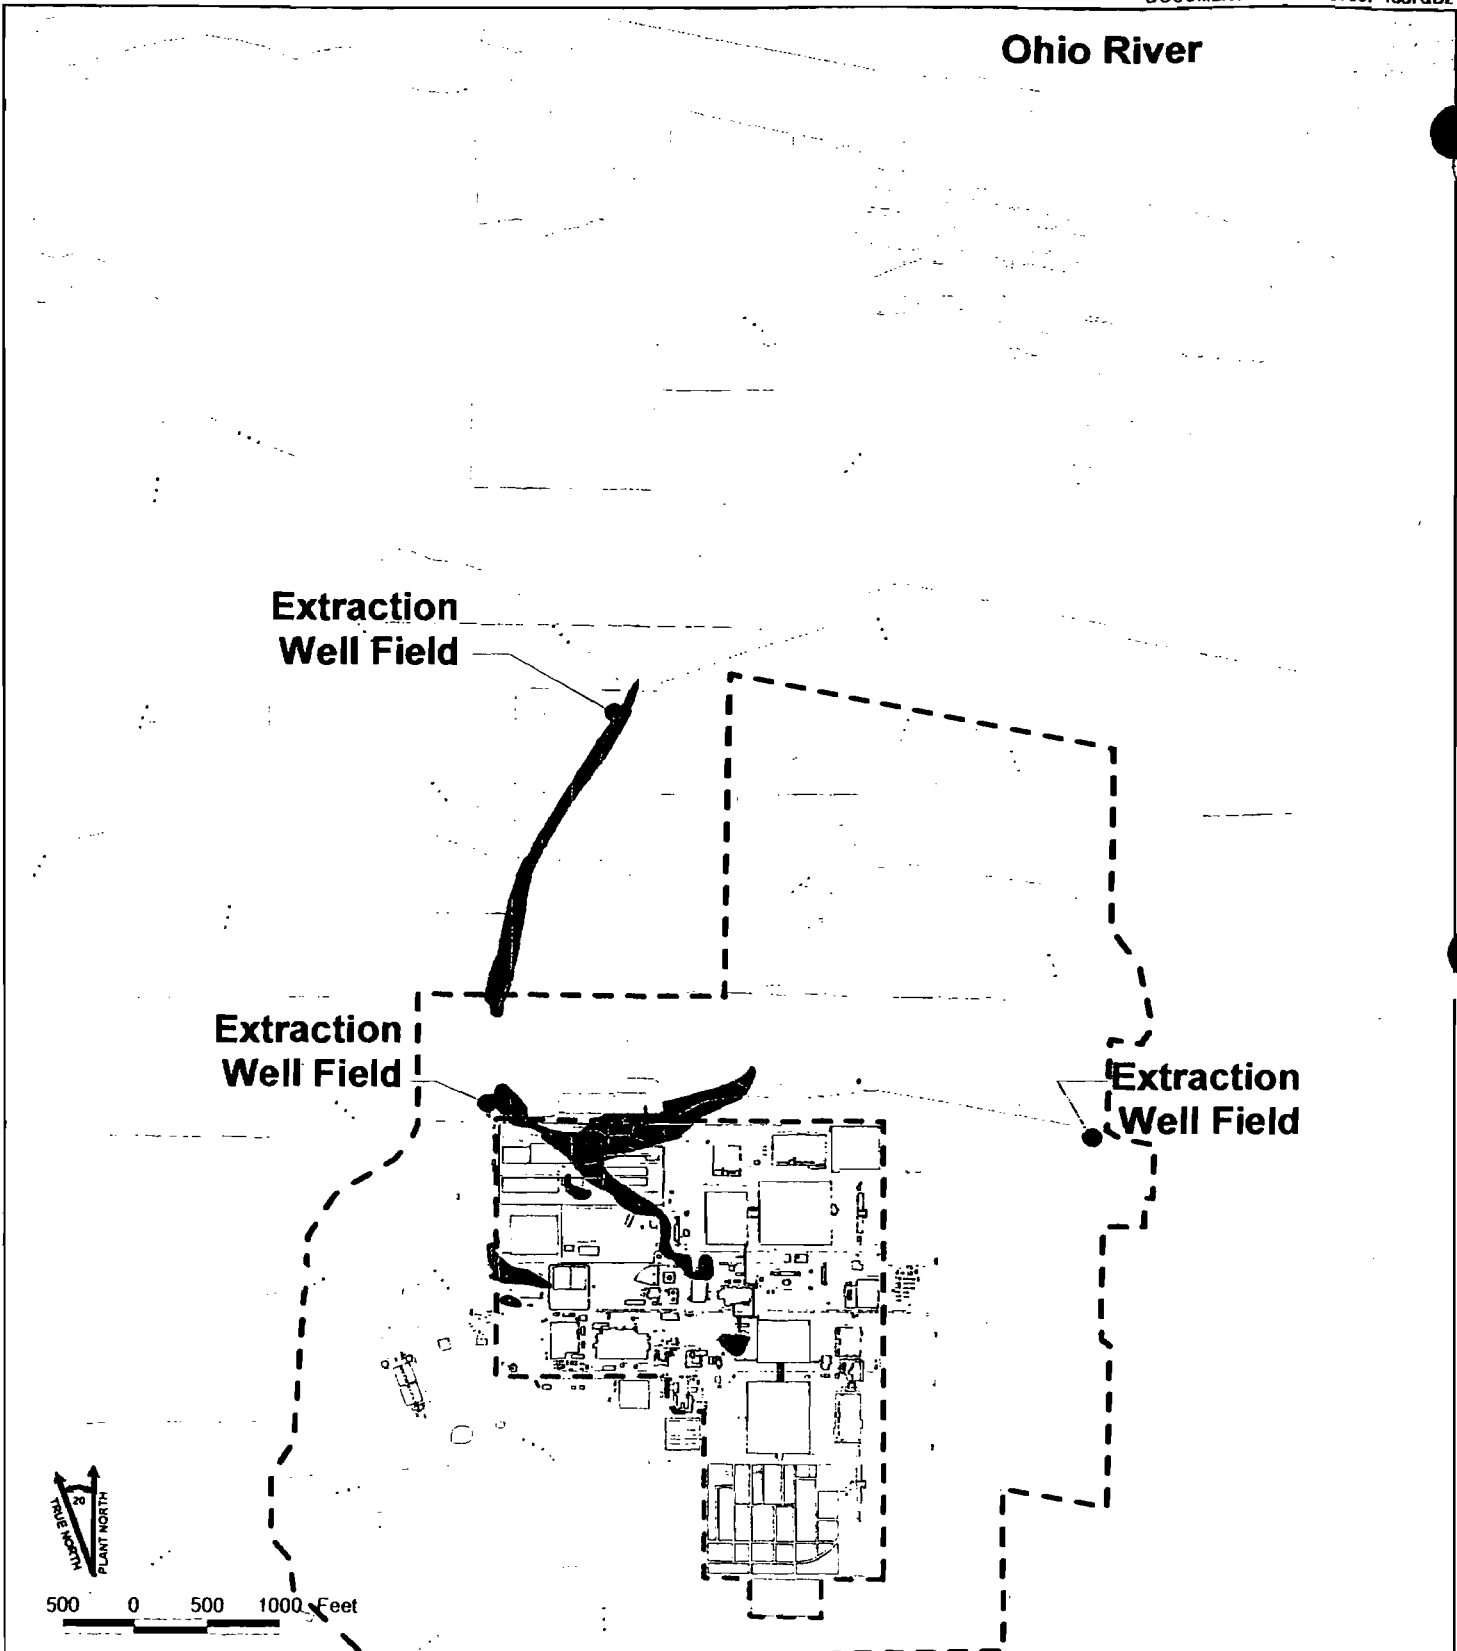 Ohio River
Extraction
Well Field
Extraction
Well Field
Extraction
Well Field
20
TRUE NORTH
PLANT NORTH
500 0 500 1000 Feet